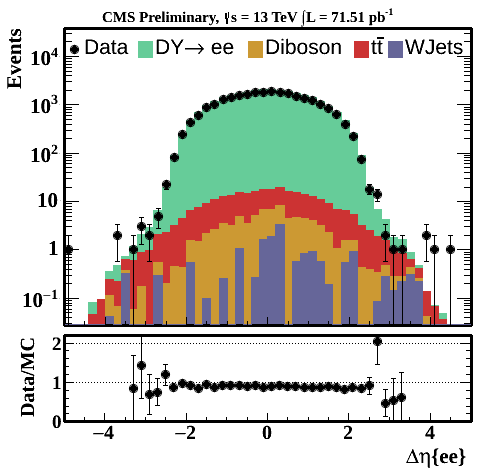 CMS Preliminary, √s = 13 TeV ∫L = 71.51 pb⁻¹
Events
Data DY→ ee Diboson tt̄ WJets
10⁴
10³
10²
10
1
10⁻¹
Data/MC
2
1
0
−4 −2 0 2 4
Δη{ee}